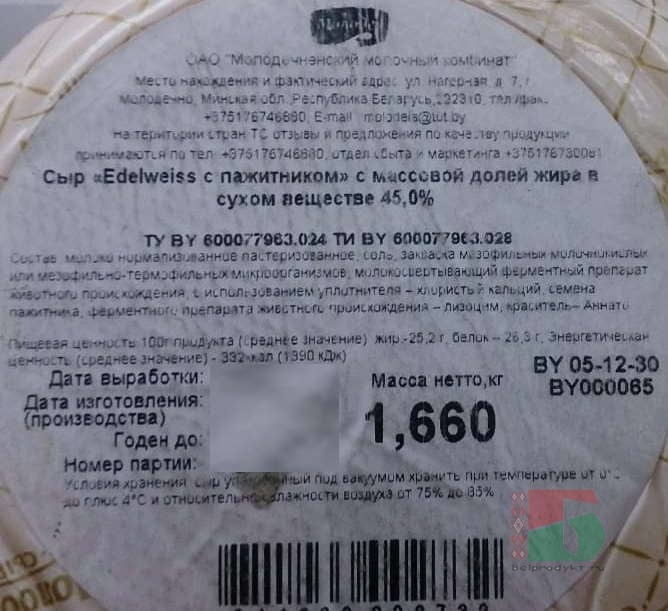 ОАО "Молодечненский молочный комбинат"
Место нахождения и фактический адрес: ул. Нагорная, д. 7, г.
Молодечно, Минская обл., Республика Беларусь, 222310, тел./факс
+375176746880, E-mail: molodeis@tut.by
на территории стран ТС отзывы и предложения по качеству продукции
принимаются по тел. +375176746880, отдел сбыта и маркетинга +375176730081
Сыр «Edelweiss с пажитником» с массовой долей жира в
сухом веществе 45,0%
ТУ BY 600077963.024 ТИ BY 600077963.028
Состав: молоко нормализованное пастеризованное, соль, закваска мезофильных молочнокислых
или мезофильно-термофильных микроорганизмов, молокосвертывающий ферментный препарат
животного происхождения, с использованием уплотнителя – хлористый кальций, семена
пажитника, ферментного препарата животного происхождения – лизоцим, краситель – Аннато
Пищевая ценность 100г продукта (среднее значение) жир -25,2 г, белок – 26,3 г, Энергетическая
ценность (среднее значение) - 332ккал (1390 кДж)
BY 05-12-30
BY000065
Дата выработки:
Масса нетто,кг
Дата изготовления:
(производства)
1,660
Годен до:
Номер партии:
Условия хранения: сыр упакованный под вакуумом хранить при температуре от 0°С
до плюс 4°С и относительной влажности воздуха от 75% до 85%
belprodukt.ru